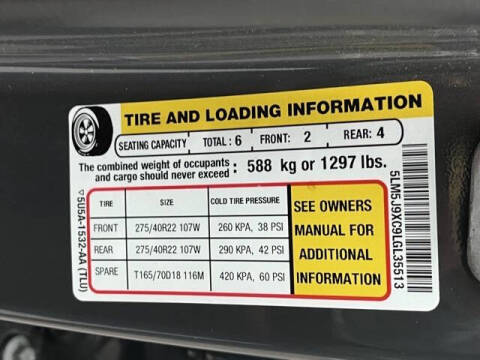 TIRE AND LOADING INFORMATION
SEATING CAPACITY TOTAL : 6 FRONT: 2 REAR: 4
The combined weight of occupants
and cargo should never exceed : 588 kg or 1297 lbs.
TIRE SIZE COLD TIRE PRESSURE
FRONT 275/40R22 107W 260 KPA, 38 PSI
REAR 275/40R22 107W 290 KPA, 42 PSI
SPARE T165/70D18 116M 420 KPA, 60 PSI
SEE OWNERS
MANUAL FOR
ADDITIONAL
INFORMATION
5U5A-1532-AA (TLU)
5LM5J9XC9LGL35513